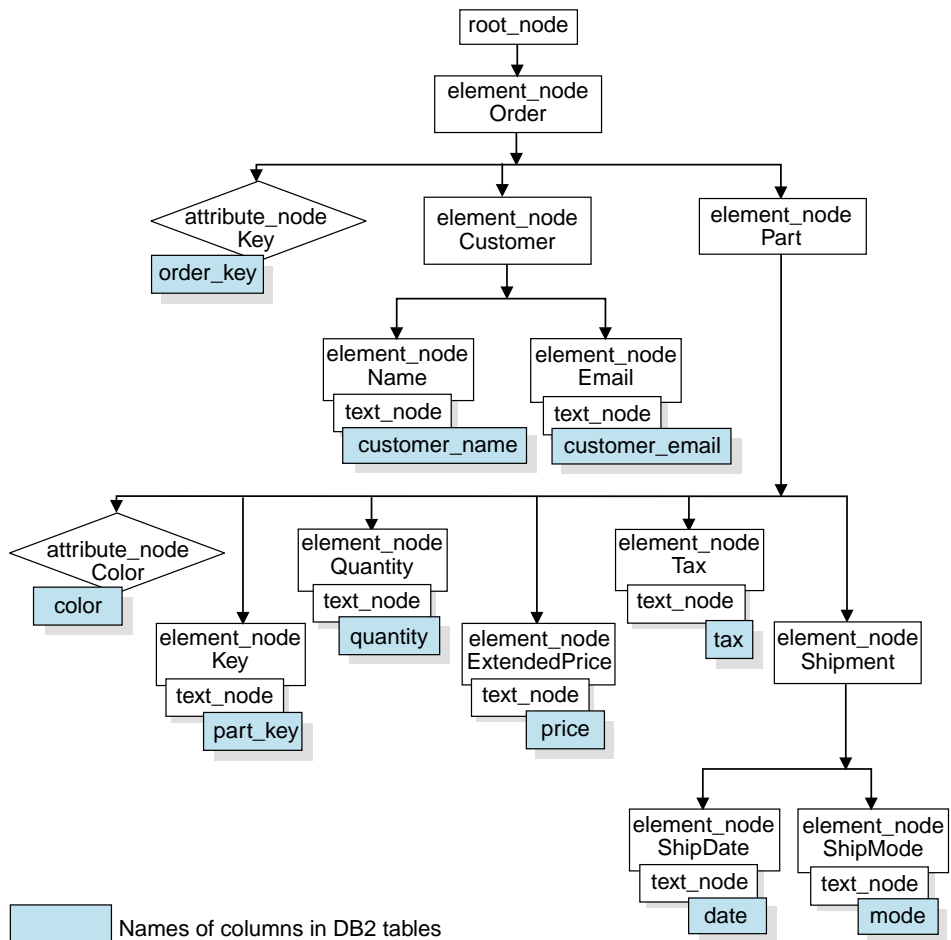 root_node
element_node
Order
attribute_node
Key
order_key
element_node
Customer
element_node
Part
element_node
Name
text_node
customer_name
element_node
Email
text_node
customer_email
attribute_node
Color
color
element_node
Key
text_node
part_key
element_node
Quantity
text_node
quantity
element_node
ExtendedPrice
text_node
price
element_node
Tax
text_node
tax
element_node
Shipment
element_node
ShipDate
text_node
date
element_node
ShipMode
text_node
mode
Names of columns in DB2 tables